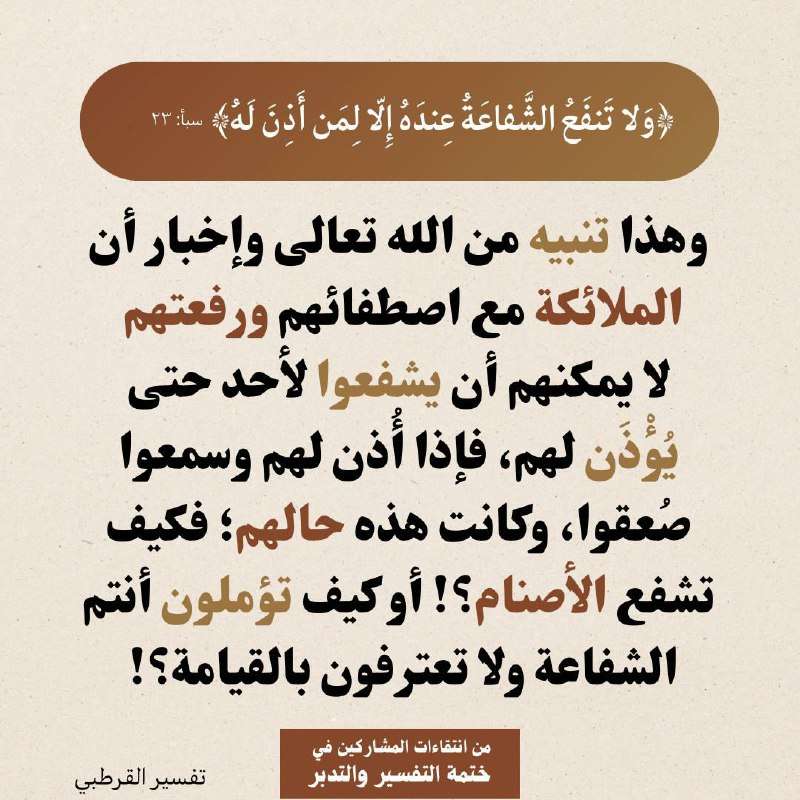 ﴿وَلا تَنفَعُ الشَّفاعَةُ عِندَهُ إِلّا لِمَن أَذِنَ لَهُ﴾ سبأ: ٢٣
وهذا تنبيه من الله تعالى وإخبار أن
الملائكة مع اصطفائهم ورفعتهم
لا يمكنهم أن يشفعوا لأحد حتى
يُؤْذَن لهم، فإذا أُذن لهم وسمعوا
صُعقوا، وكانت هذه حالهم؛ فكيف
تشفع الأصنام؟! أو كيف تؤملون أنتم
الشفاعة ولا تعترفون بالقيامة؟!
من انتقاءات المشاركين في
ختمة التفسير والتدبر
تفسير القرطبي